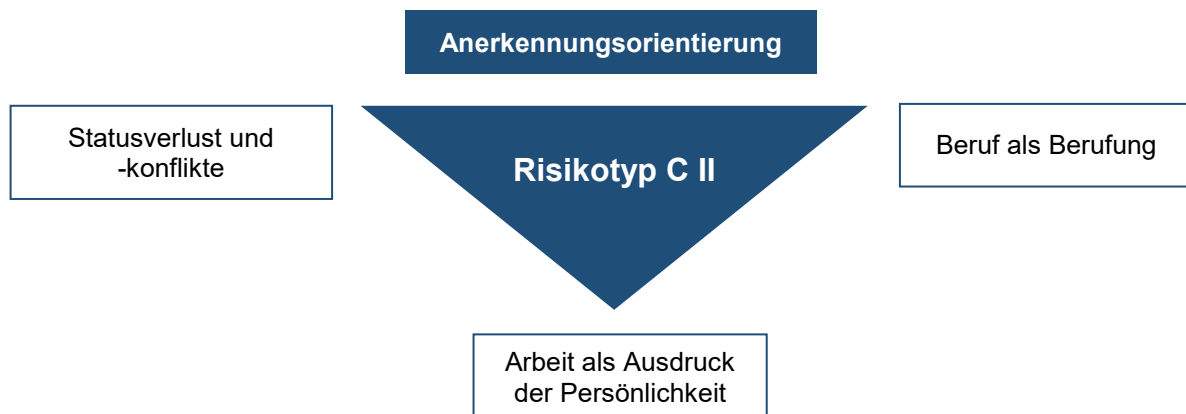 Anerkennungsorientierung
Statusverlust und
-konflikte
Risikotyp C II
Beruf als Berufung
Arbeit als Ausdruck
der Persönlichkeit